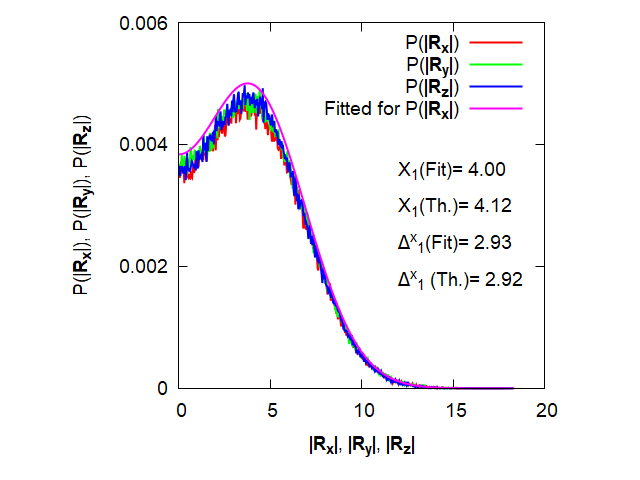 0.006
0.004
0.002
0
0 5 10 15 20
P(|Rx|), P(|Ry|), P(|Rz|)
P(|Rx|)
P(|Ry|)
P(|Rz|)
Fitted for P(|Rx|)
X1(Fit)= 4.00
X1(Th.)= 4.12
Δx1(Fit)= 2.93
Δx1 (Th.)= 2.92
|Rx|, |Ry|, |Rz|